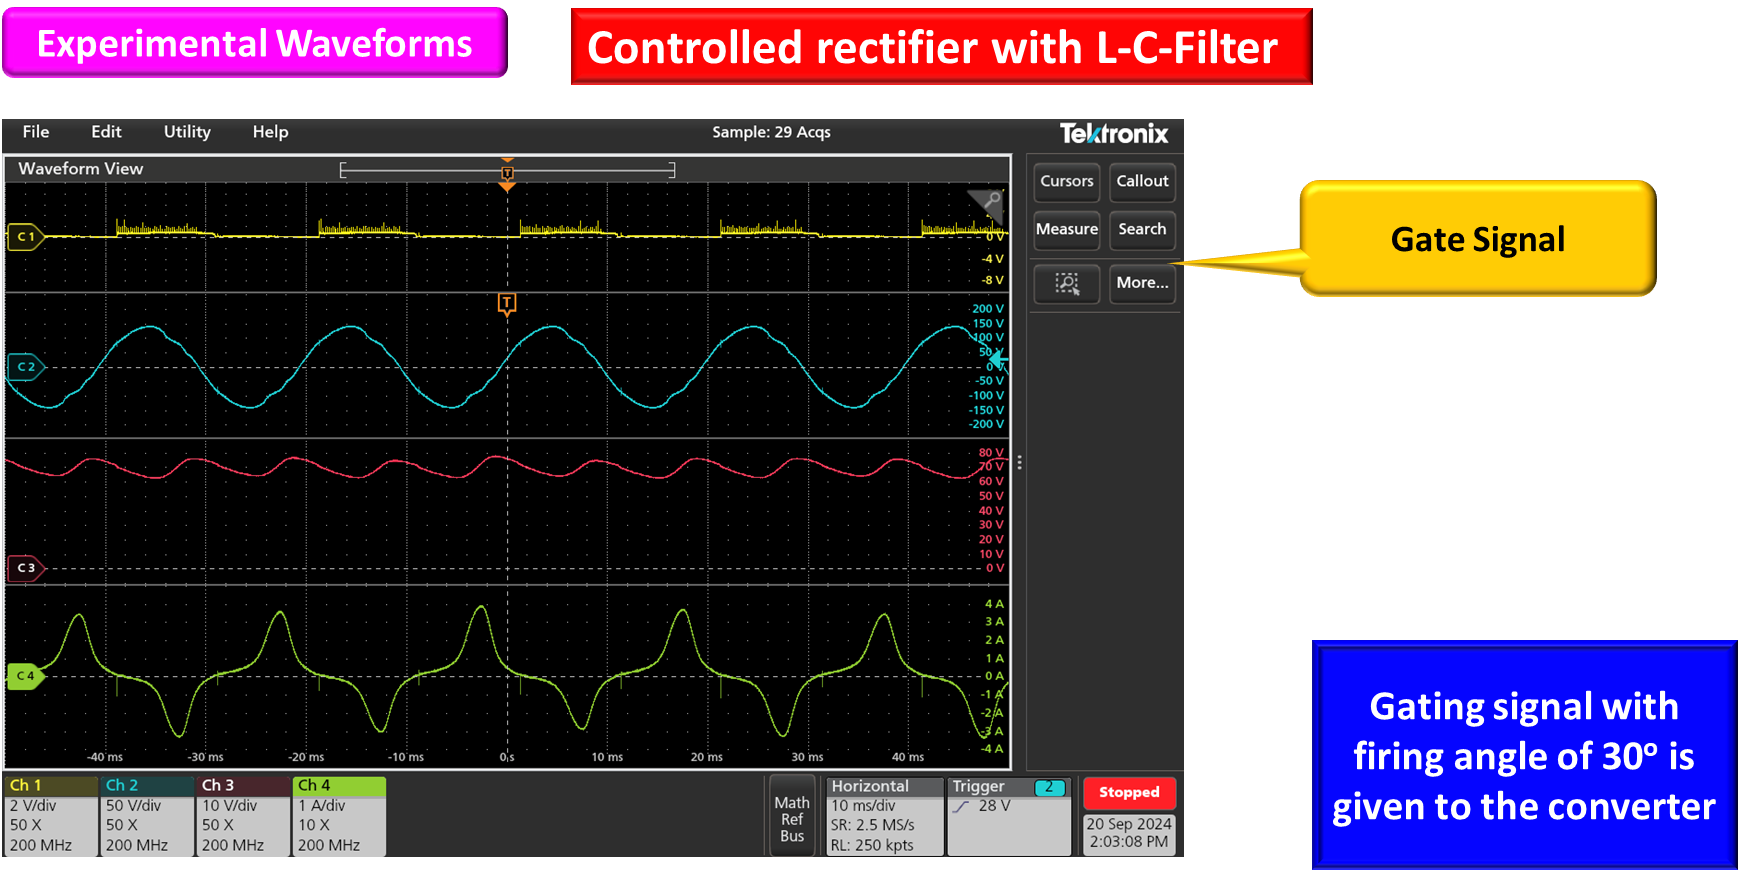 Experimental Waveforms
Controlled rectifier with L-C-Filter
File Edit Utility Help
Sample: 29 Acqs
Tektronix
Waveform View
T
Cursors Callout
Measure Search
More...
Gate Signal
C 1
0 V
-4 V
-8 V
T
C 2
200 V
150 V
100 V
50 V
0 V
-50 V
-100 V
-150 V
-200 V
C 3
80 V
70 V
60 V
50 V
40 V
30 V
20 V
10 V
0 V
C 4
4 A
3 A
2 A
1 A
0 A
-1 A
-2 A
-3 A
-4 A
-40 ms -30 ms -20 ms -10 ms 0 s 10 ms 20 ms 30 ms 40 ms
Gating signal with
firing angle of 30° is
given to the converter
Ch 1
2 V/div
50 X
200 MHz
Ch 2
50 V/div
50 X
200 MHz
Ch 3
10 V/div
50 X
200 MHz
Ch 4
1 A/div
10 X
200 MHz
Math
Ref
Bus
Horizontal
10 ms/div
SR: 2.5 MS/s
RL: 250 kpts
Trigger 2
28 V
Stopped
20 Sep 2024
2:03:08 PM